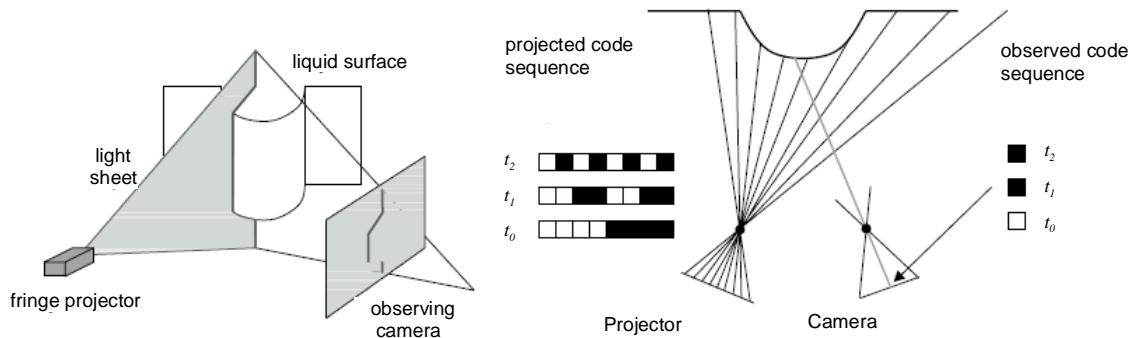 liquid surface
light
sheet
fringe projector
observing
camera
projected code
sequence
t2
t1
t0
Projector
Camera
observed code
sequence
t2
t1
t0